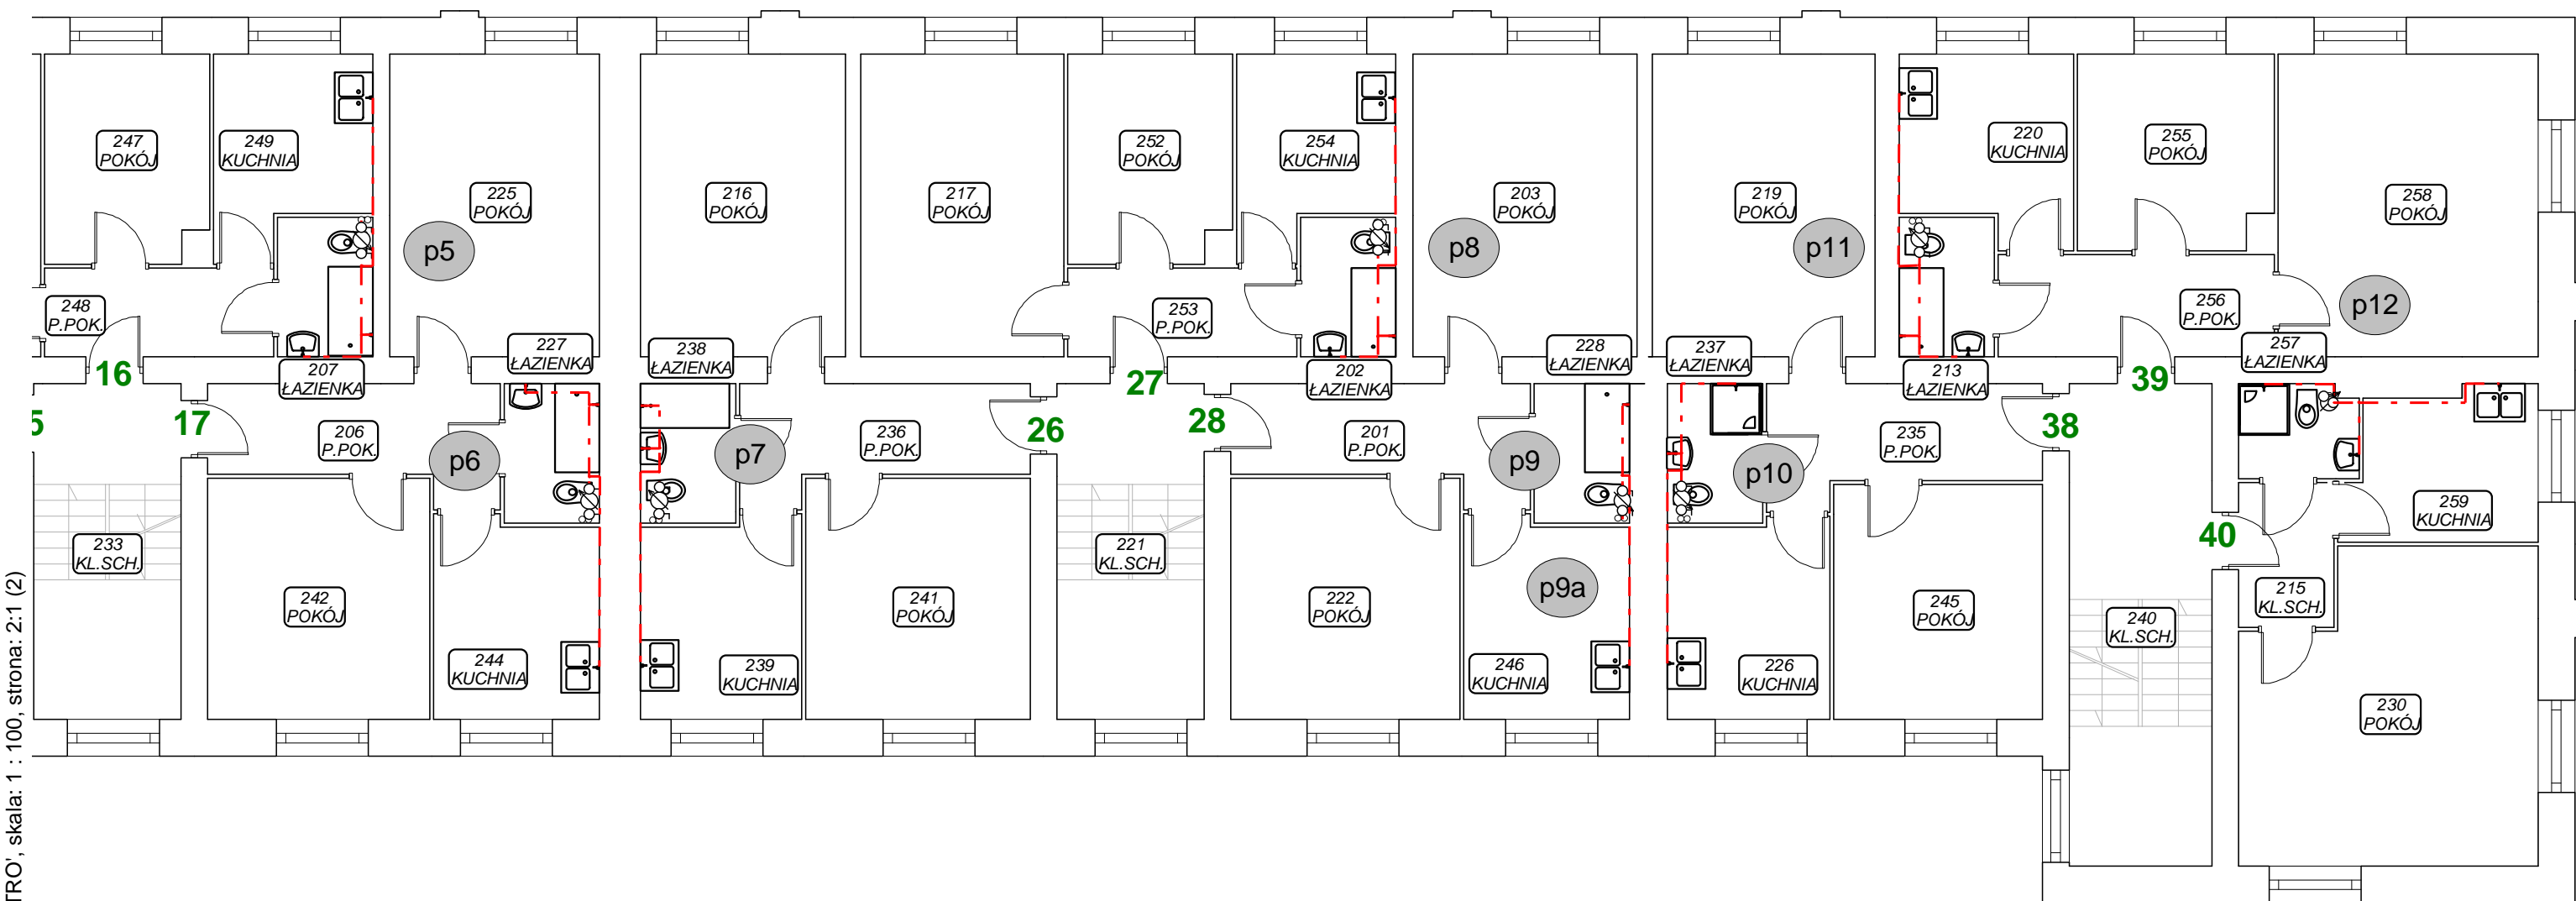 247
POKÓJ
249
KUCHNIA
225
POKÓJ
216
POKÓJ
217
POKÓJ
252
POKÓJ
254
KUCHNIA
203
POKÓJ
219
POKÓJ
220
KUCHNIA
255
POKÓJ
258
POKÓJ
p5
p8
p11
p12
248
P.POK.
253
P.POK.
256
P.POK.
227
ŁAZIENKA
238
ŁAZIENKA
228
ŁAZIENKA
237
ŁAZIENKA
257
ŁAZIENKA
16
207
ŁAZIENKA
27
202
ŁAZIENKA
213
ŁAZIENKA
39
5
17
206
P.POK.
p6
p7
236
P.POK.
26
28
201
P.POK.
p9
p10
235
P.POK.
38
259
KUCHNIA
40
233
KL.SCH.
221
KL.SCH.
p9a
242
POKÓJ
241
POKÓJ
222
POKÓJ
245
POKÓJ
240
KL.SCH.
215
KL.SCH.
244
KUCHNIA
239
KUCHNIA
246
KUCHNIA
226
KUCHNIA
230
POKÓJ
TRO', skala: 1 : 100, strona: 2:1 (2)